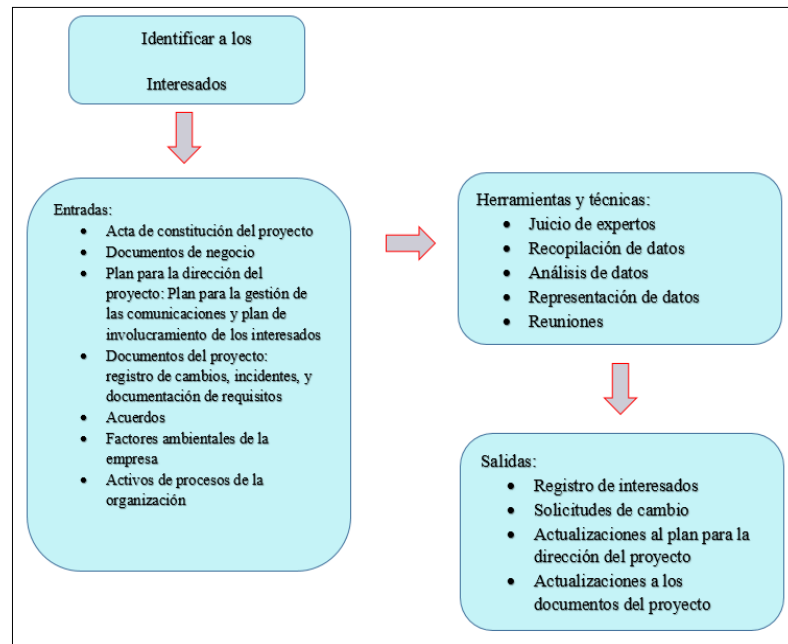 Identificar a los
Interesados
Entradas:
• Acta de constitución del proyecto
• Documentos de negocio
• Plan para la dirección del
proyecto: Plan para la gestión de
las comunicaciones y plan de
involucramiento de los interesados
• Documentos del proyecto:
registro de cambios, incidentes, y
documentación de requisitos
• Acuerdos
• Factores ambientales de la
empresa
• Activos de procesos de la
organización
Herramientas y técnicas:
• Juicio de expertos
• Recopilación de datos
• Análisis de datos
• Representación de datos
• Reuniones
Salidas:
• Registro de interesados
• Solicitudes de cambio
• Actualizaciones al plan para la
dirección del proyecto
• Actualizaciones a los
documentos del proyecto